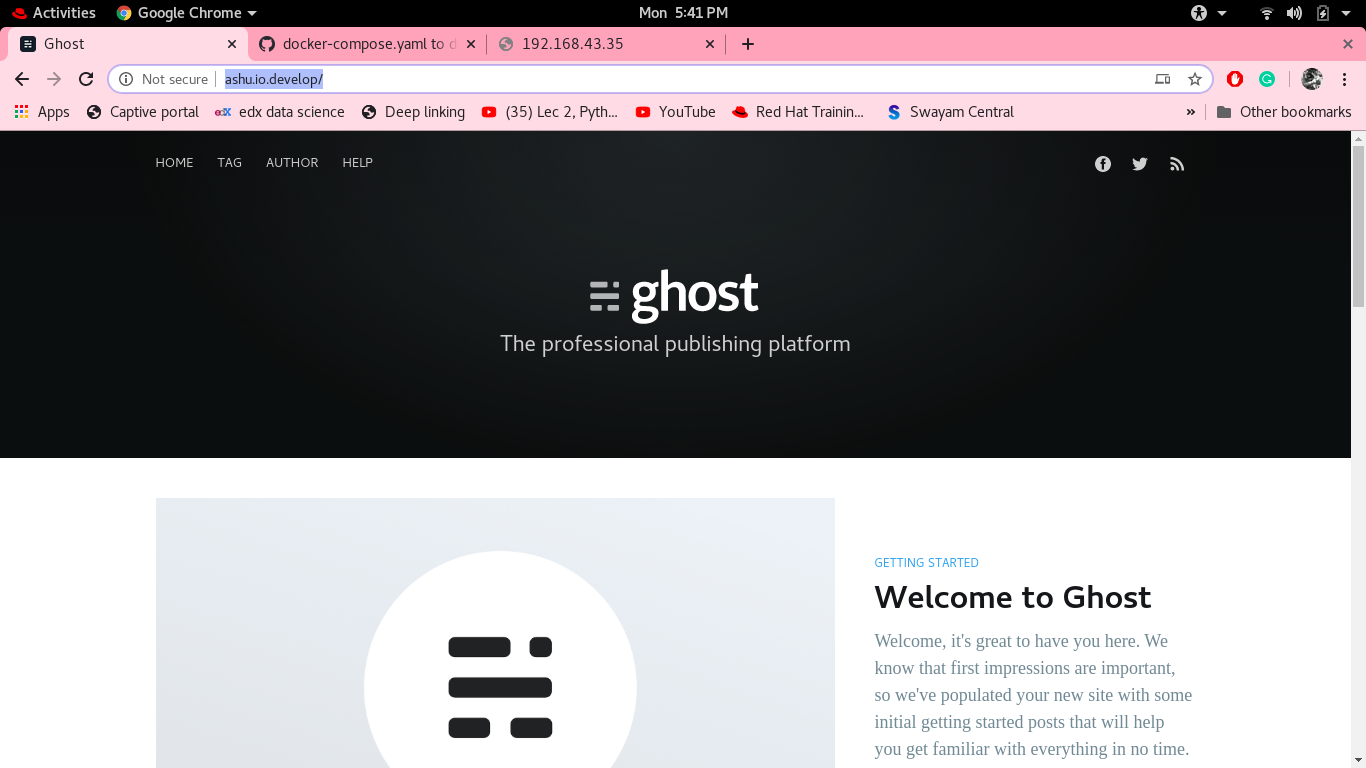 Activities Google Chrome Mon 5:41 PM
Ghost docker-compose.yaml to d 192.168.43.35
Not secure ashu.io.develop/
Apps Captive portal edX edx data science Deep linking (35) Lec 2, Pyth... YouTube Red Hat Trainin... Swayam Central » Other bookmarks
HOME TAG AUTHOR HELP
ghost
The professional publishing platform
GETTING STARTED
Welcome to Ghost
Welcome, it's great to have you here. We
know that first impressions are important,
so we've populated your new site with some
initial getting started posts that will help
you get familiar with everything in no time.